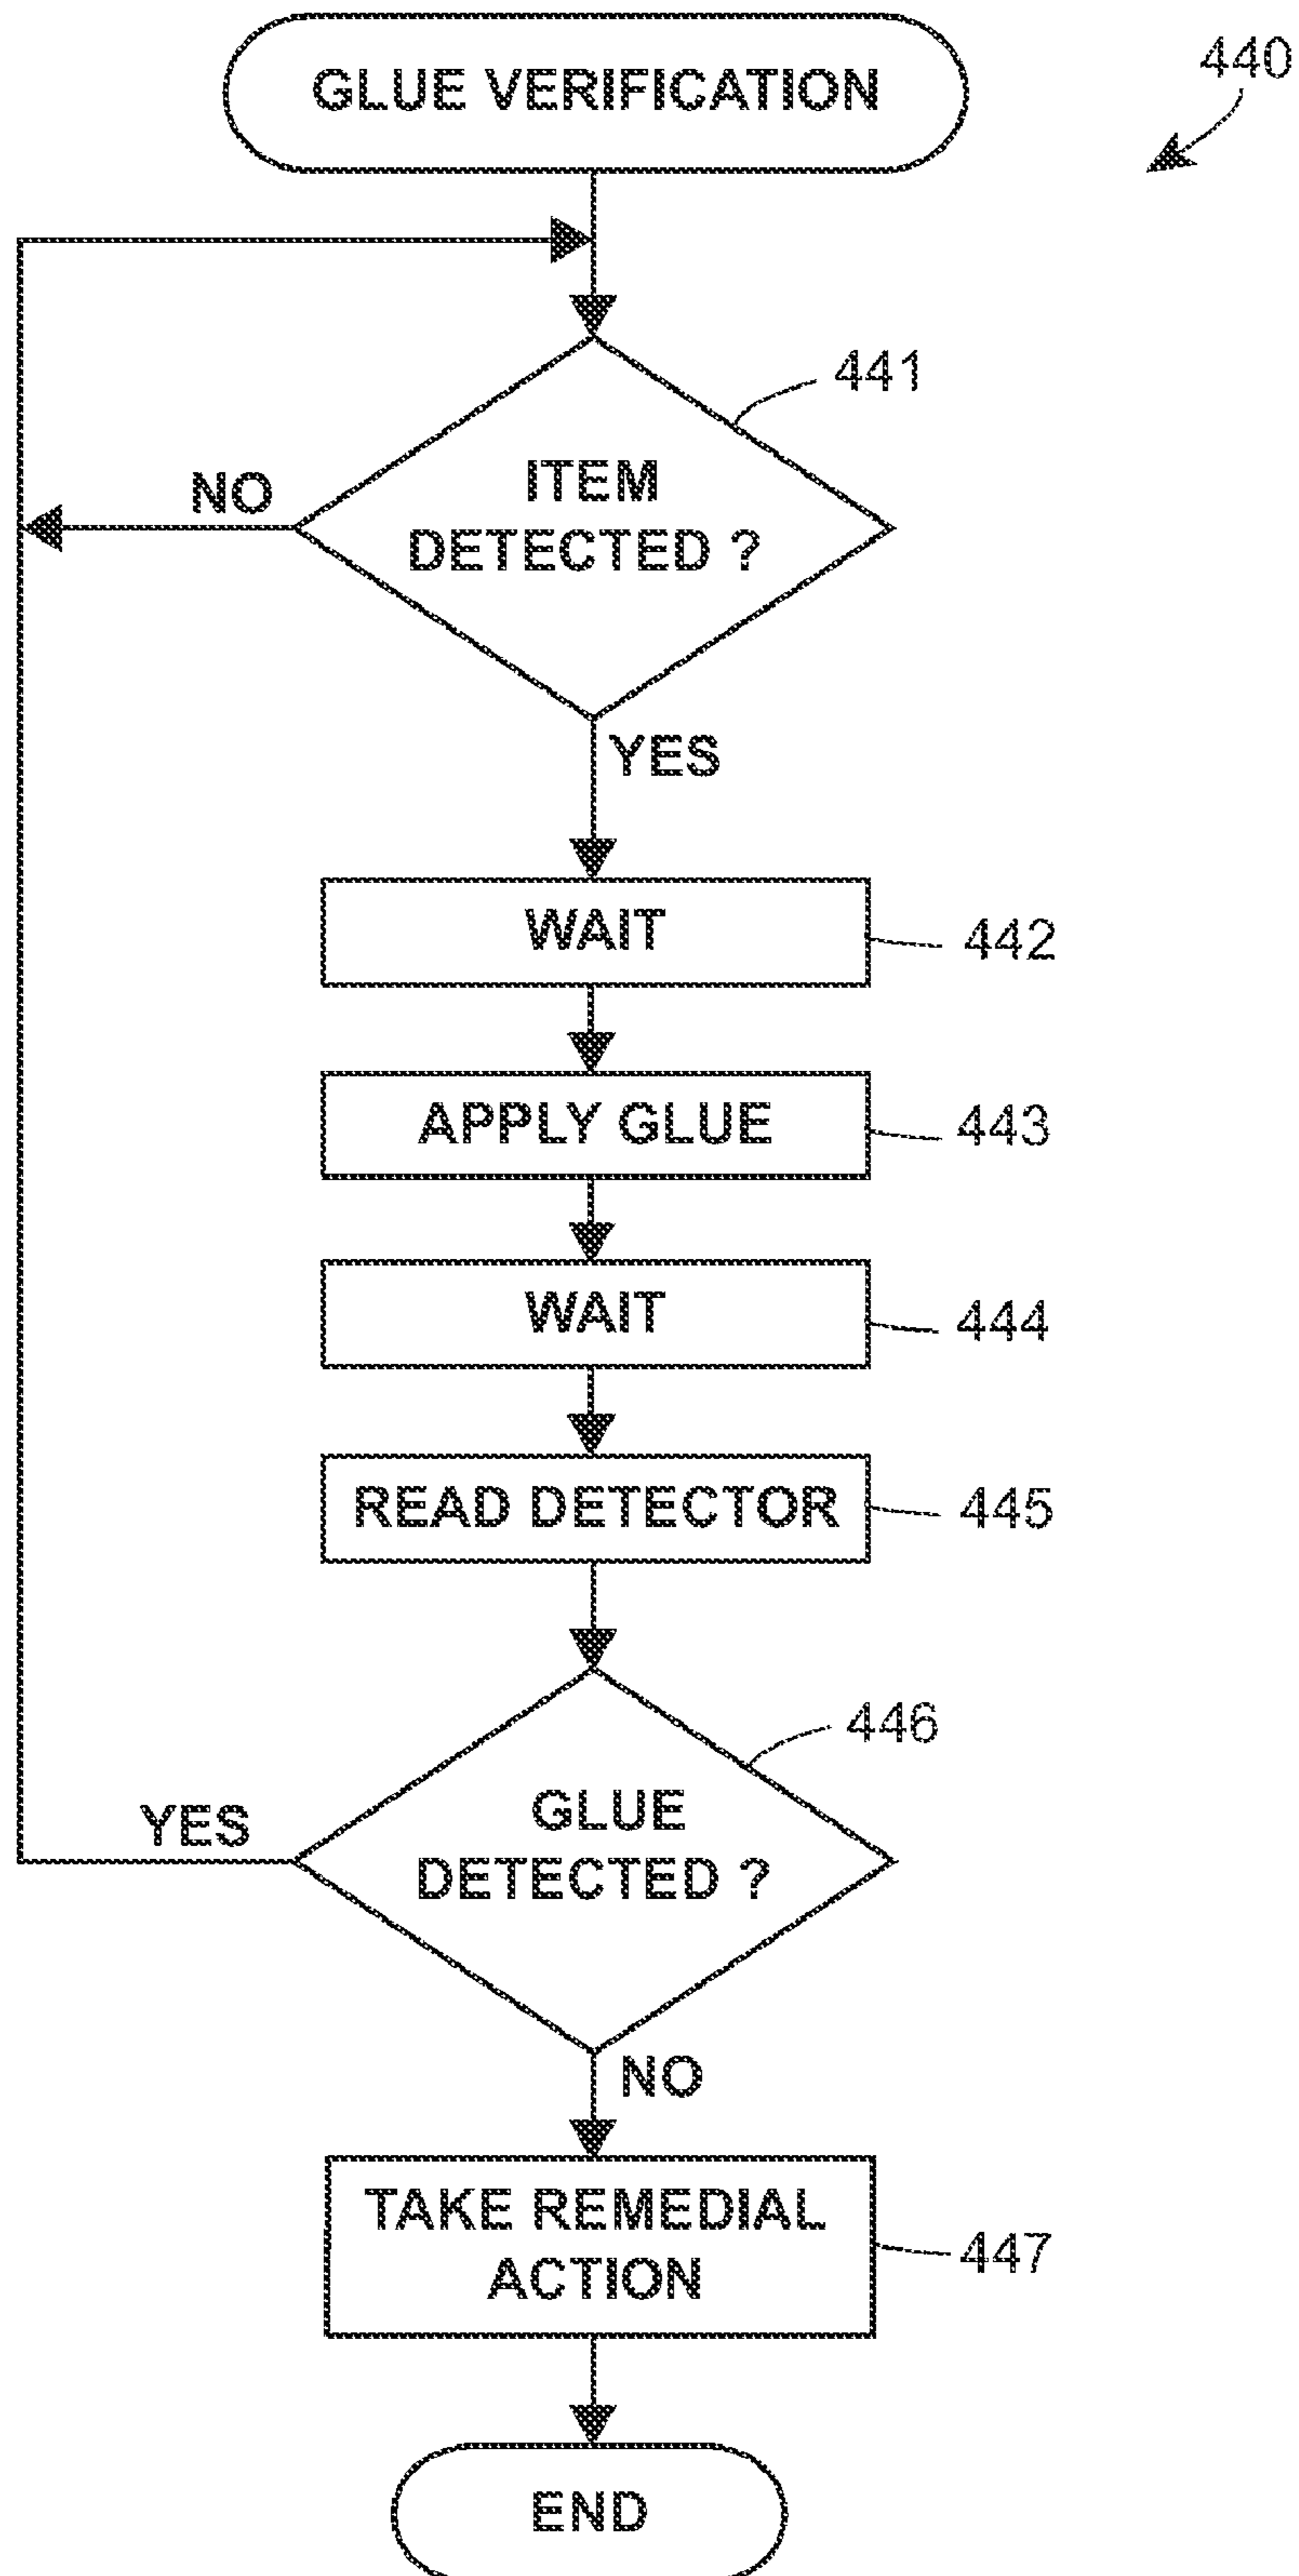 GLUE VERIFICATION
440
441
ITEM
DETECTED ?
NO
YES
WAIT
442
APPLY GLUE
443
WAIT
444
READ DETECTOR
445
446
GLUE
DETECTED ?
YES
NO
TAKE REMEDIAL
ACTION
447
END